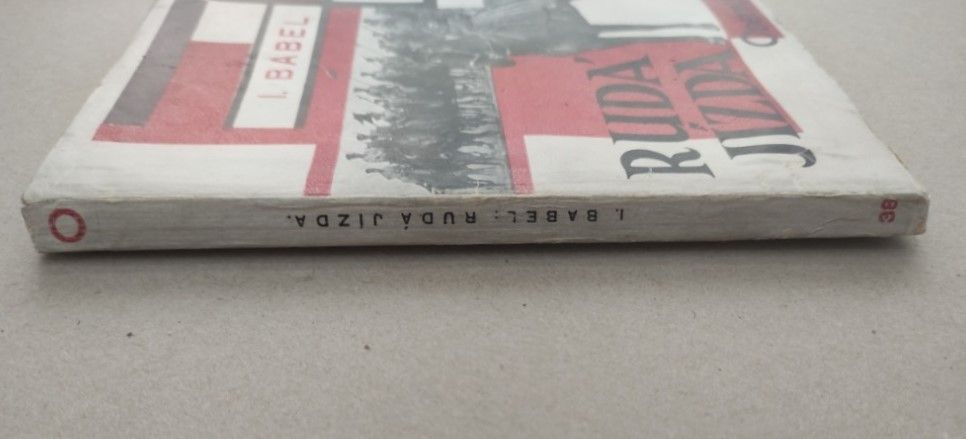 I. BABEL
RUDÁ
JÍZDA
I. BABEL: RUDÁ JÍZDA.
38